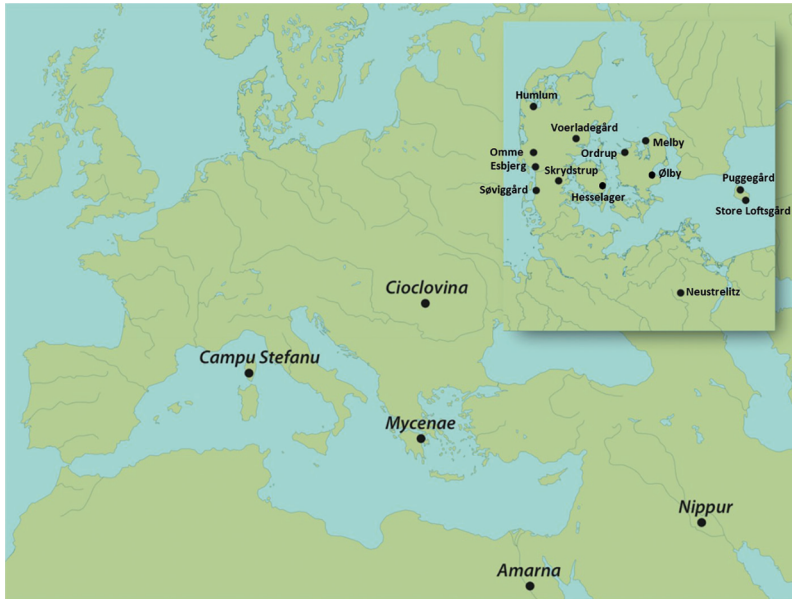 Humlum
Voerladegård
Melby
Omme
Ordrup
Esbjerg
Skrydstrup
Ølby
Puggegård
Søviggård
Hesselager
Store Loftsgård
Neustrelitz
Cioclovina
Campu Stefanu
Mycenae
Nippur
Amarna